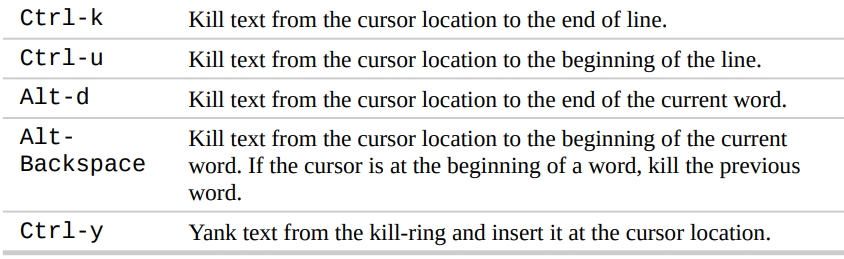 Ctrl-k Kill text from the cursor location to the end of line.
Ctrl-u Kill text from the cursor location to the beginning of the line.
Alt-d Kill text from the cursor location to the end of the current word.
Alt- Kill text from the cursor location to the beginning of the current
Backspace word. If the cursor is at the beginning of a word, kill the previous
word.
Ctrl-y Yank text from the kill-ring and insert it at the cursor location.